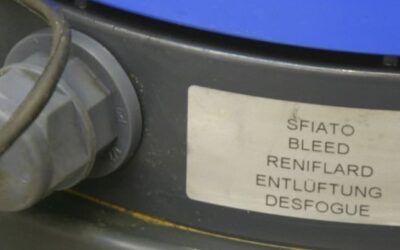 SFIATO
BLEED
RENIFLARD
ENTLÜFTUNG
DESFOGUE